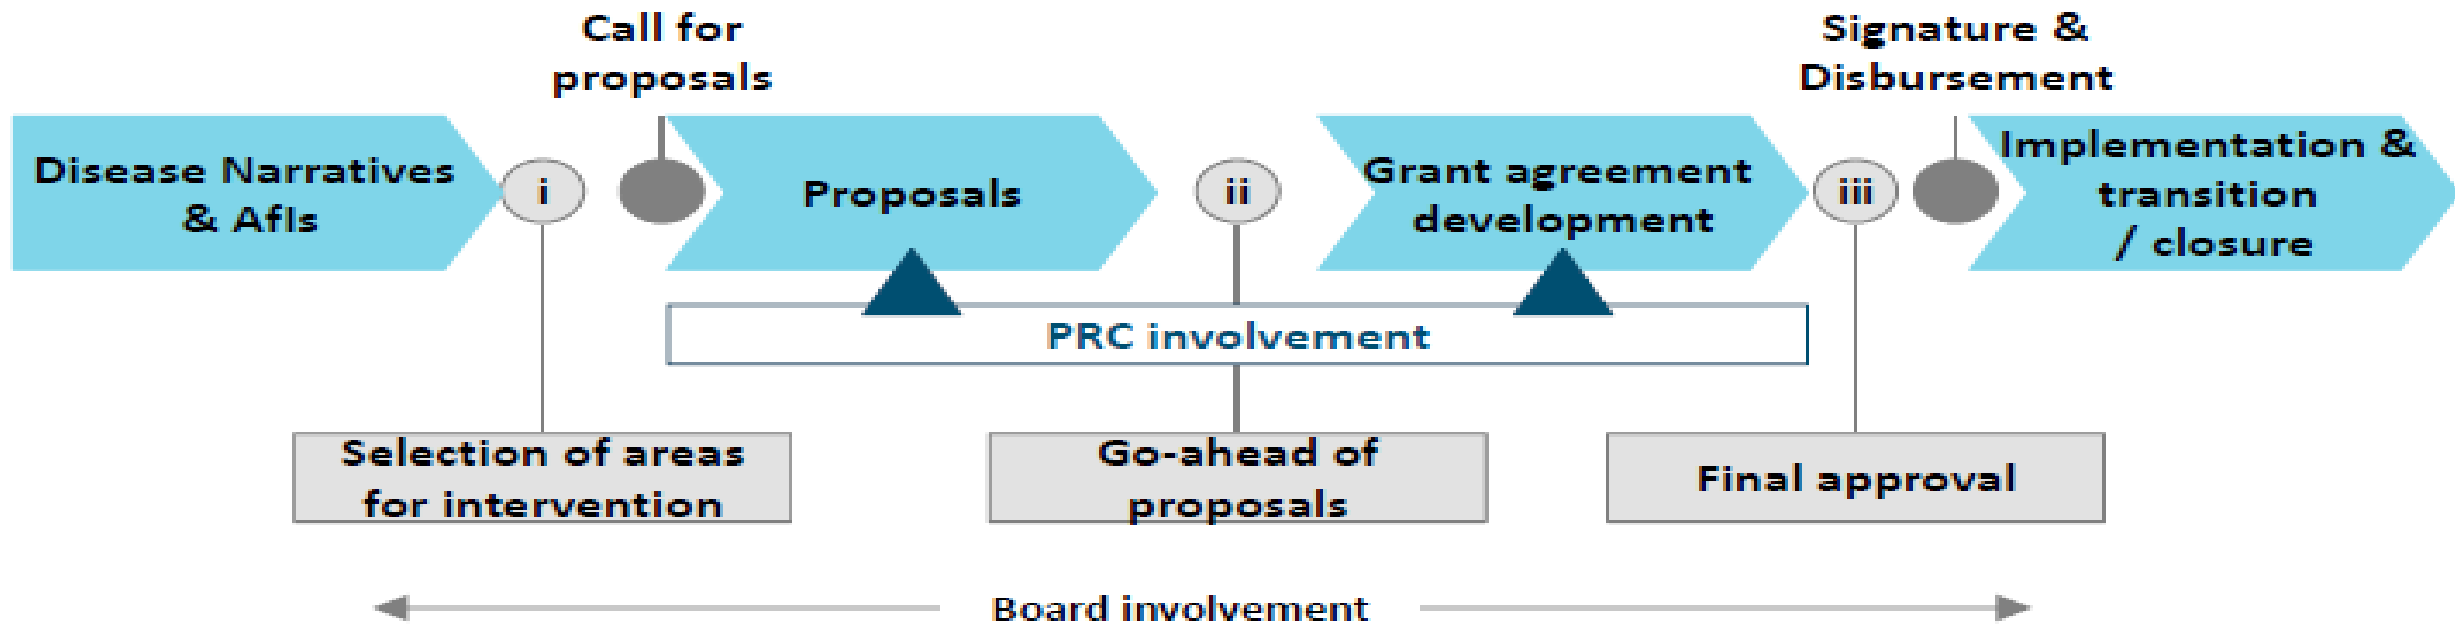 Call for
proposals
Signature &
Disbursement
Disease Narratives
& AfIs
i
Proposals
ii
Grant agreement
development
iii
Implementation &
transition
/ closure
PRC involvement
Selection of areas
for intervention
Go-ahead of
proposals
Final approval
Board involvement